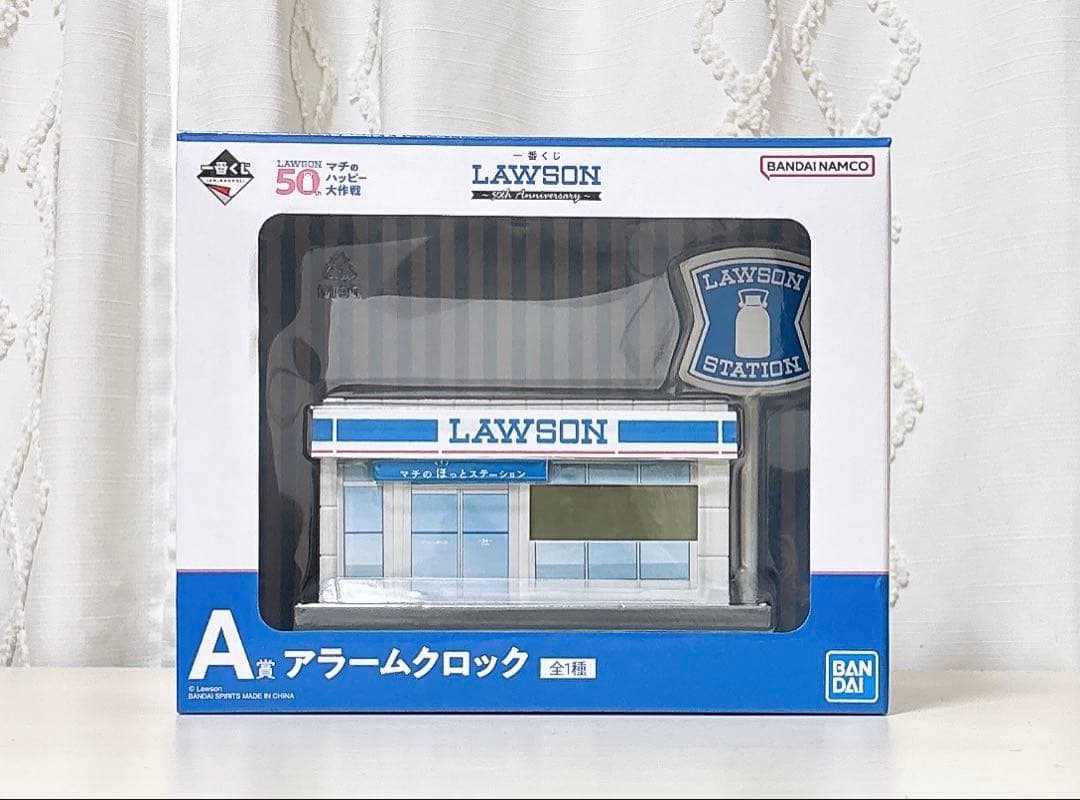 一番くじ
LAWSON
50th
マチの
ハッピー
大作戦
一番くじ
LAWSON
~ 50th Anniversary ~
BANDAI NAMCO
LAWSON
STATION
LAWSON
マチの ほっとステーション
A賞 アラームクロック 全1種
© Lawson
BANDAI SPIRITS MADE IN CHINA
BAN
DAI